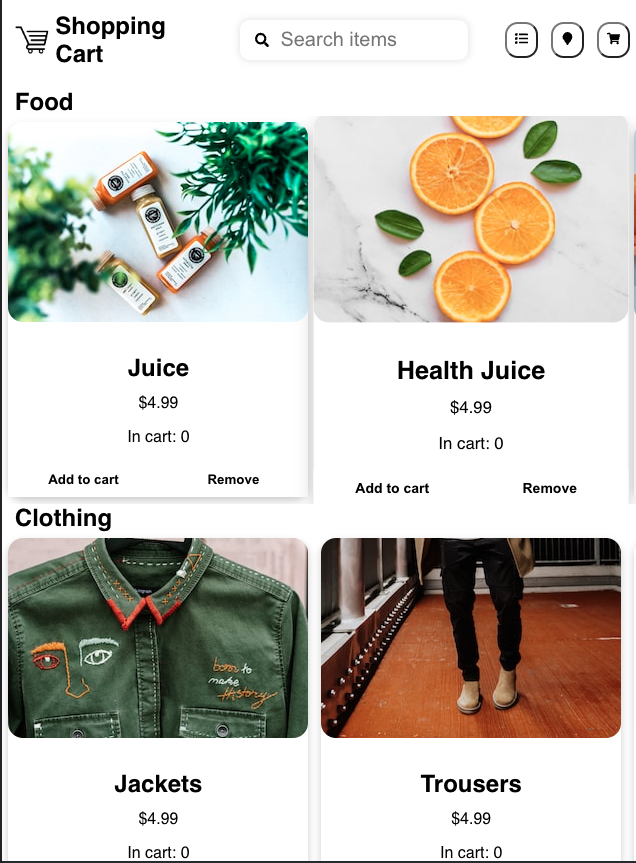 Shopping
Cart
Search items
Food
Juice
$4.99
In cart: 0
Add to cart
Remove
Health Juice
$4.99
In cart: 0
Add to cart
Remove
Clothing
born to
make
history
Jackets
$4.99
In cart: 0
Trousers
$4.99
In cart: 0